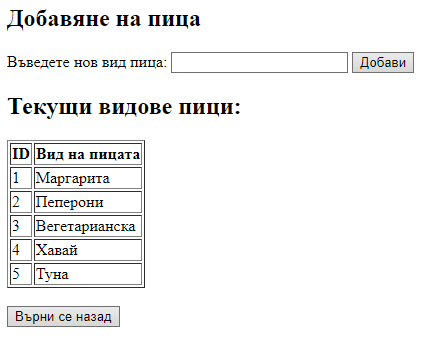 Добавяне на пица
Въведете нов вид пица: Добави
Текущи видове пици:
ID Вид на пицата
1 Маргарита
2 Пеперони
3 Вегетарианска
4 Хавай
5 Туна
Върни се назад